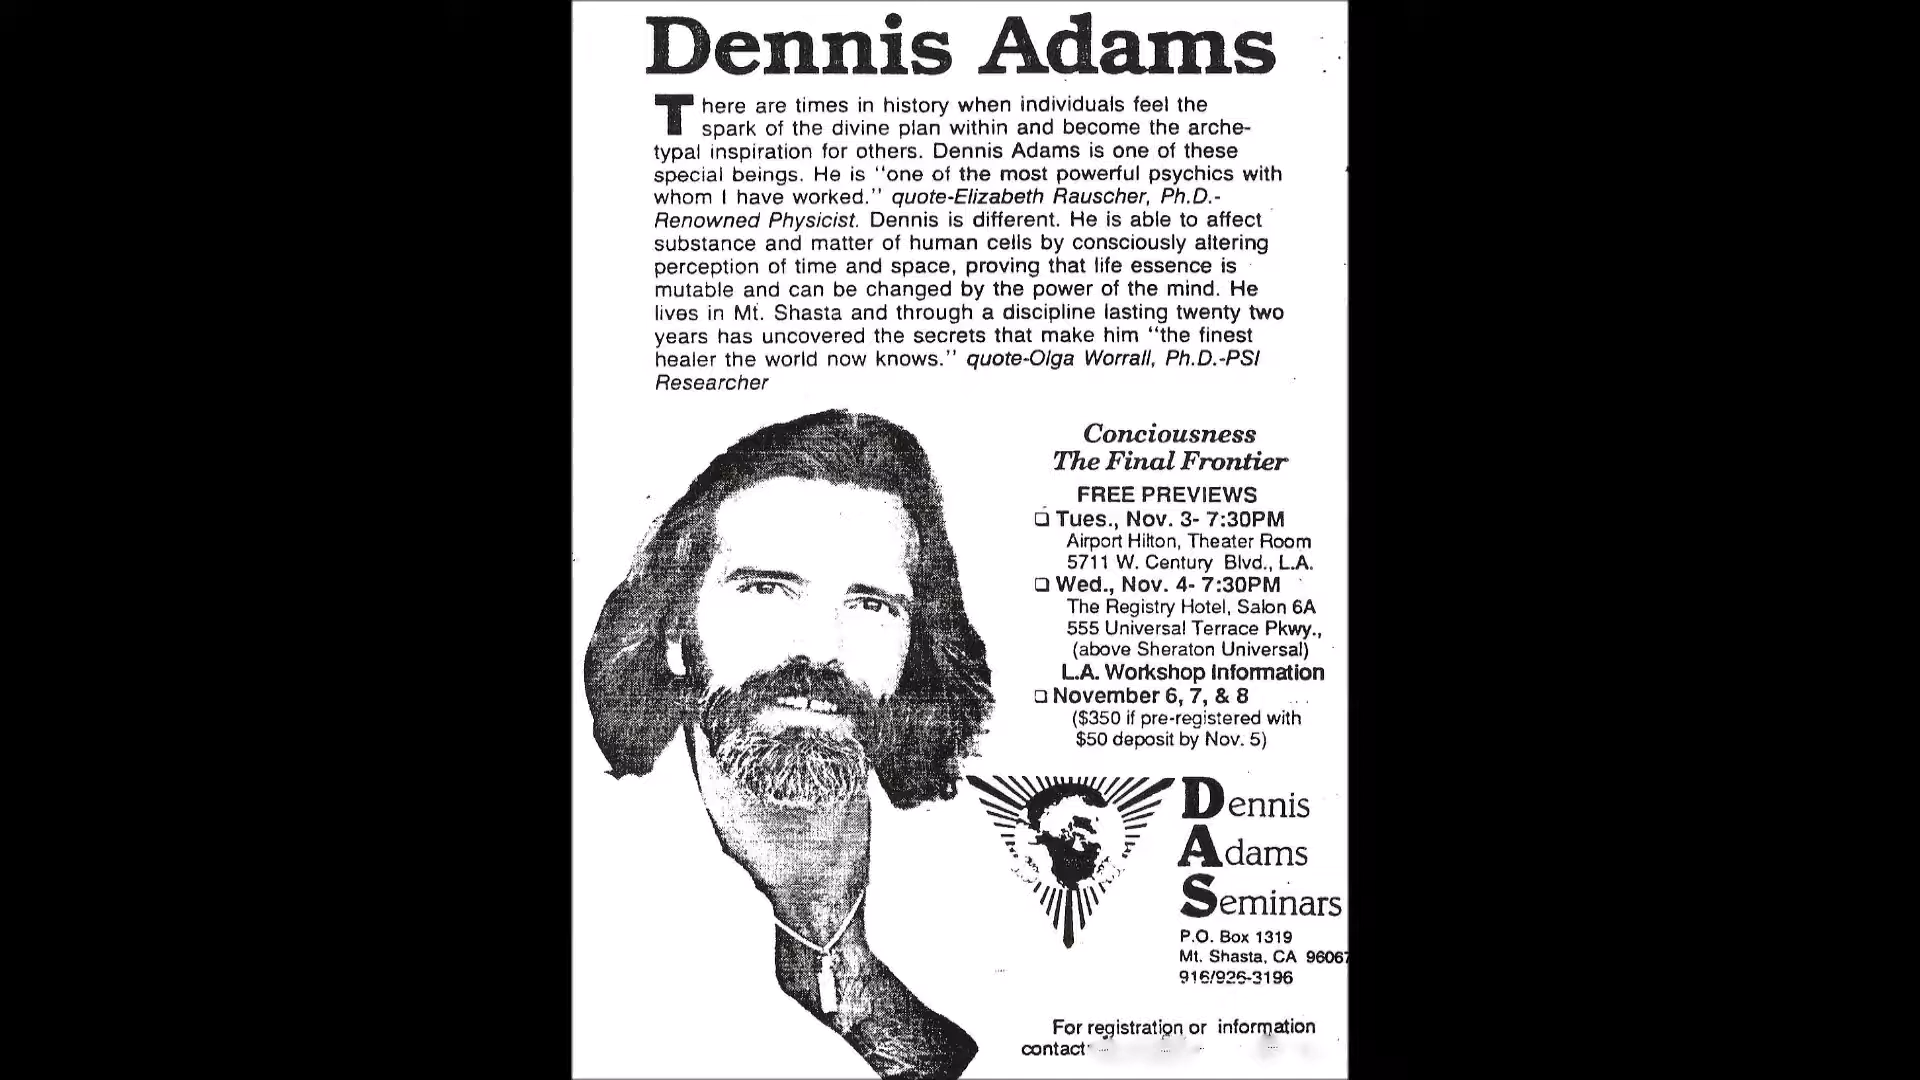 Dennis Adams
There are times in history when individuals feel the
spark of the divine plan within and become the arche-
typal inspiration for others. Dennis Adams is one of these
special beings. He is "one of the most powerful psychics with
whom I have worked." quote-Elizabeth Rauscher, Ph.D.-
Renowned Physicist. Dennis is different. He is able to affect
substance and matter of human cells by consciously altering
perception of time and space, proving that life essence is
mutable and can be changed by the power of the mind. He
lives in Mt. Shasta and through a discipline lasting twenty two
years has uncovered the secrets that make him "the finest
healer the world now knows." quote-Olga Worrall, Ph.D.-PSI
Researcher
Conciousness
The Final Frontier
FREE PREVIEWS
Tues., Nov. 3- 7:30PM
Airport Hilton, Theater Room
5711 W. Century Blvd., L.A.
Wed., Nov. 4- 7:30PM
The Registry Hotel, Salon 6A
555 Universal Terrace Pkwy.,
(above Sheraton Universal)
L.A. Workshop Information
November 6, 7, & 8
($350 if pre-registered with
$50 deposit by Nov. 5)
Dennis
Adams
Seminars
P.O. Box 1319
Mt. Shasta, CA 96067
916/926-3196
For registration or information
contact